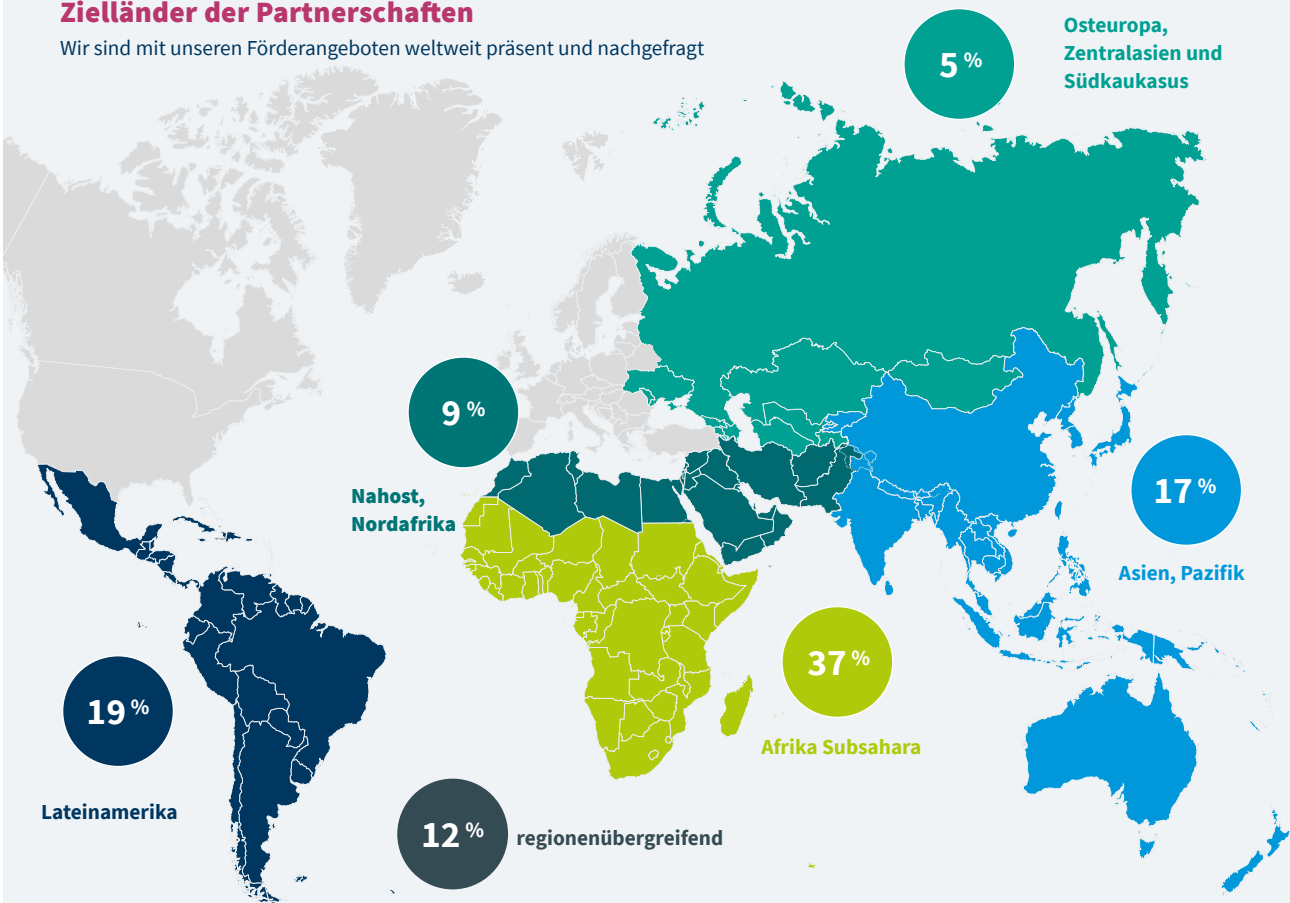 Zielländer der Partnerschaften
Wir sind mit unseren Förderangeboten weltweit präsent und nachgefragt
5 %
Osteuropa,
Zentralasien und
Südkaukasus
9 %
Nahost,
Nordafrika
17 %
Asien, Pazifik
37 %
Afrika Subsahara
19 %
Lateinamerika
12 %
regionenübergreifend